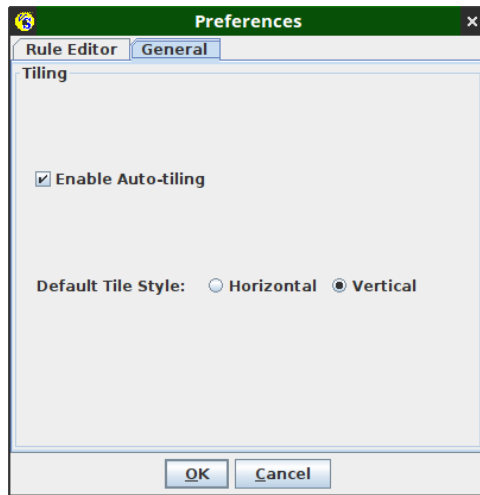 Preferences
Rule Editor General
Tiling
Enable Auto-tiling
Default Tile Style: Horizontal Vertical
OK Cancel